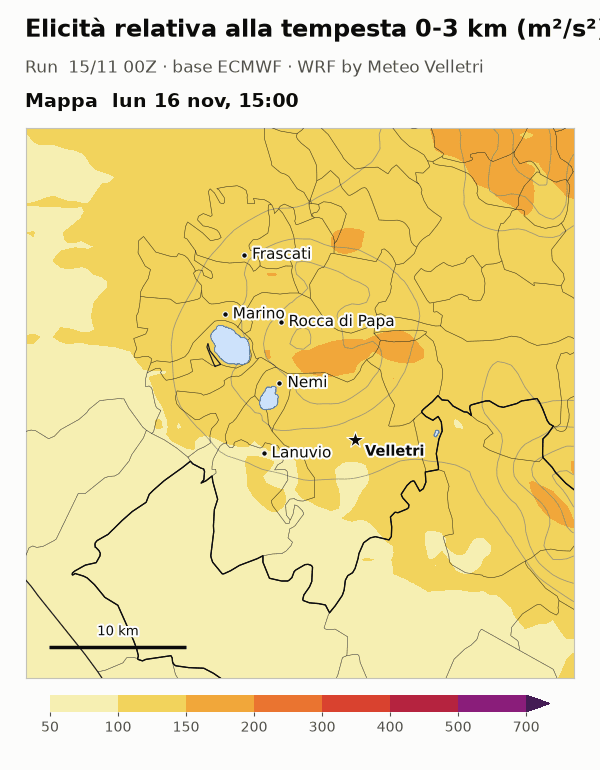 Elicità relativa alla tempesta 0-3 km (m²/s²)
Run 15/11 00Z · base ECMWF · WRF by Meteo Velletri
Mappa lun 16 nov, 15:00
Frascati
Marino
Rocca di Papa
Nemi
Velletri
Lanuvio
10 km
50 100 150 200 300 400 500 700